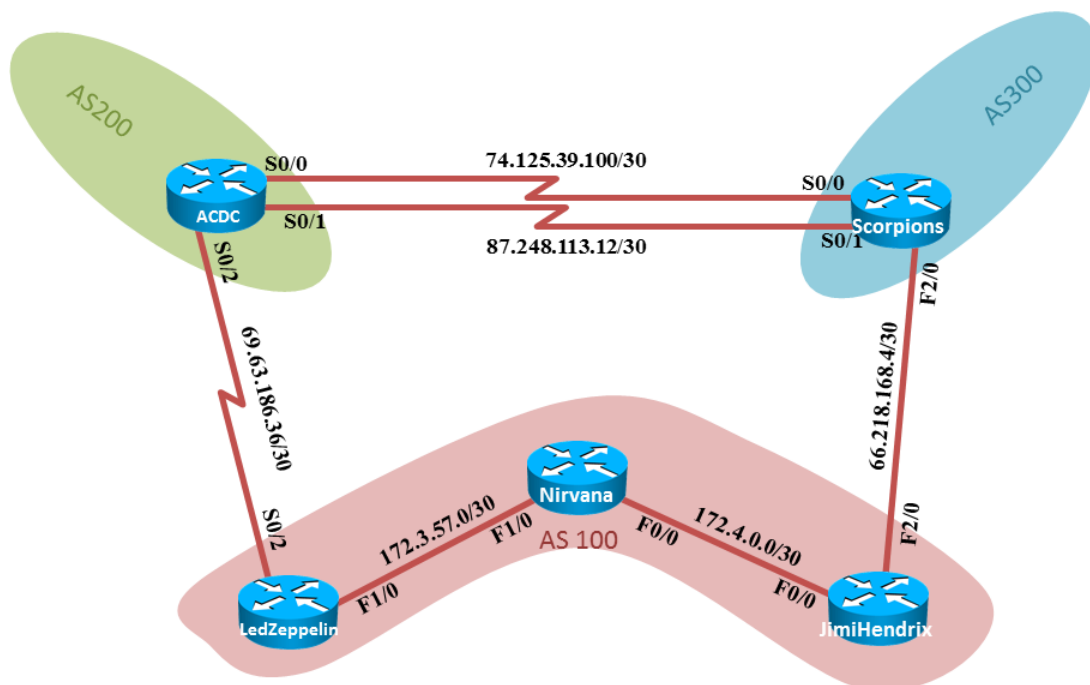 AS200
AS300
S0/0
74.125.39.100/30
S0/0
ACDC
S0/1
87.248.113.12/30
S0/1
Scorpions
S0/2
F2/0
69.63.186.36/30
66.218.168.4/30
Nirvana
172.3.57.0/30
F1/0
AS 100
F0/0
172.4.0.0/30
S0/2
F2/0
LedZeppelin
F1/0
F0/0
JimiHendrix